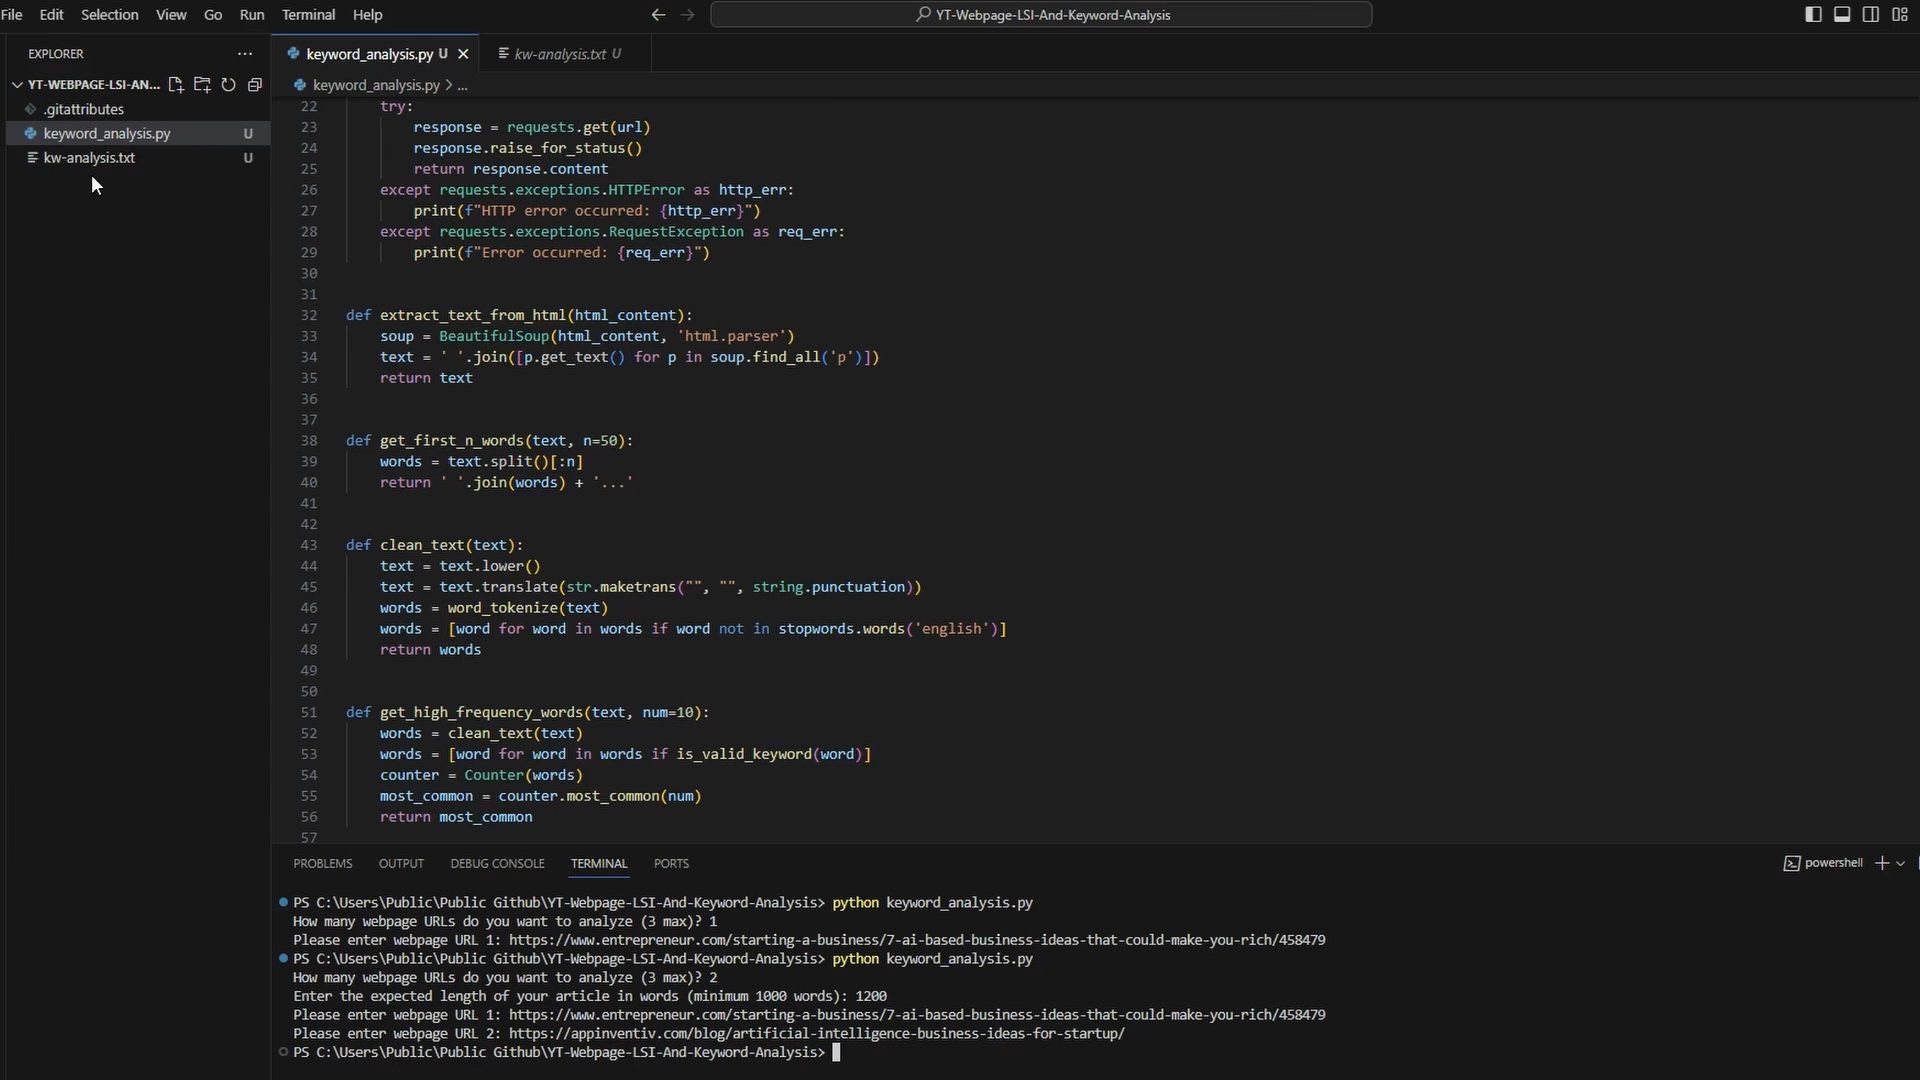 File Edit Selection View Go Run Terminal Help
YT-Webpage-LSI-And-Keyword-Analysis
EXPLORER
YT-WEBPAGE-LSI-AN...
.gitattributes
keyword_analysis.py U
kw-analysis.txt U
keyword_analysis.py U
kw-analysis.txt U
keyword_analysis.py > ...
22 try:
23 response = requests.get(url)
24 response.raise_for_status()
25 return response.content
26 except requests.exceptions.HTTPError as http_err:
27 print(f"HTTP error occurred: {http_err}")
28 except requests.exceptions.RequestException as req_err:
29 print(f"Error occurred: {req_err}")
30
31
32 def extract_text_from_html(html_content):
33 soup = BeautifulSoup(html_content, 'html.parser')
34 text = ' '.join([p.get_text() for p in soup.find_all('p')])
35 return text
36
37
38 def get_first_n_words(text, n=50):
39 words = text.split()[:n]
40 return ' '.join(words) + '...'
41
42
43 def clean_text(text):
44 text = text.lower()
45 text = text.translate(str.maketrans("", "", string.punctuation))
46 words = word_tokenize(text)
47 words = [word for word in words if word not in stopwords.words('english')]
48 return words
49
50
51 def get_high_frequency_words(text, num=10):
52 words = clean_text(text)
53 words = [word for word in words if is_valid_keyword(word)]
54 counter = Counter(words)
55 most_common = counter.most_common(num)
56 return most_common
57
PROBLEMS OUTPUT DEBUG CONSOLE TERMINAL PORTS
powershell
PS C:\Users\Public\Public Github\YT-Webpage-LSI-And-Keyword-Analysis> python keyword_analysis.py
How many webpage URLs do you want to analyze (3 max)? 1
Please enter webpage URL 1: https://www.entrepreneur.com/starting-a-business/7-ai-based-business-ideas-that-could-make-you-rich/458479
PS C:\Users\Public\Public Github\YT-Webpage-LSI-And-Keyword-Analysis> python keyword_analysis.py
How many webpage URLs do you want to analyze (3 max)? 2
Enter the expected length of your article in words (minimum 1000 words): 1200
Please enter webpage URL 1: https://www.entrepreneur.com/starting-a-business/7-ai-based-business-ideas-that-could-make-you-rich/458479
Please enter webpage URL 2: https://appinventiv.com/blog/artificial-intelligence-business-ideas-for-startup/
PS C:\Users\Public\Public Github\YT-Webpage-LSI-And-Keyword-Analysis>